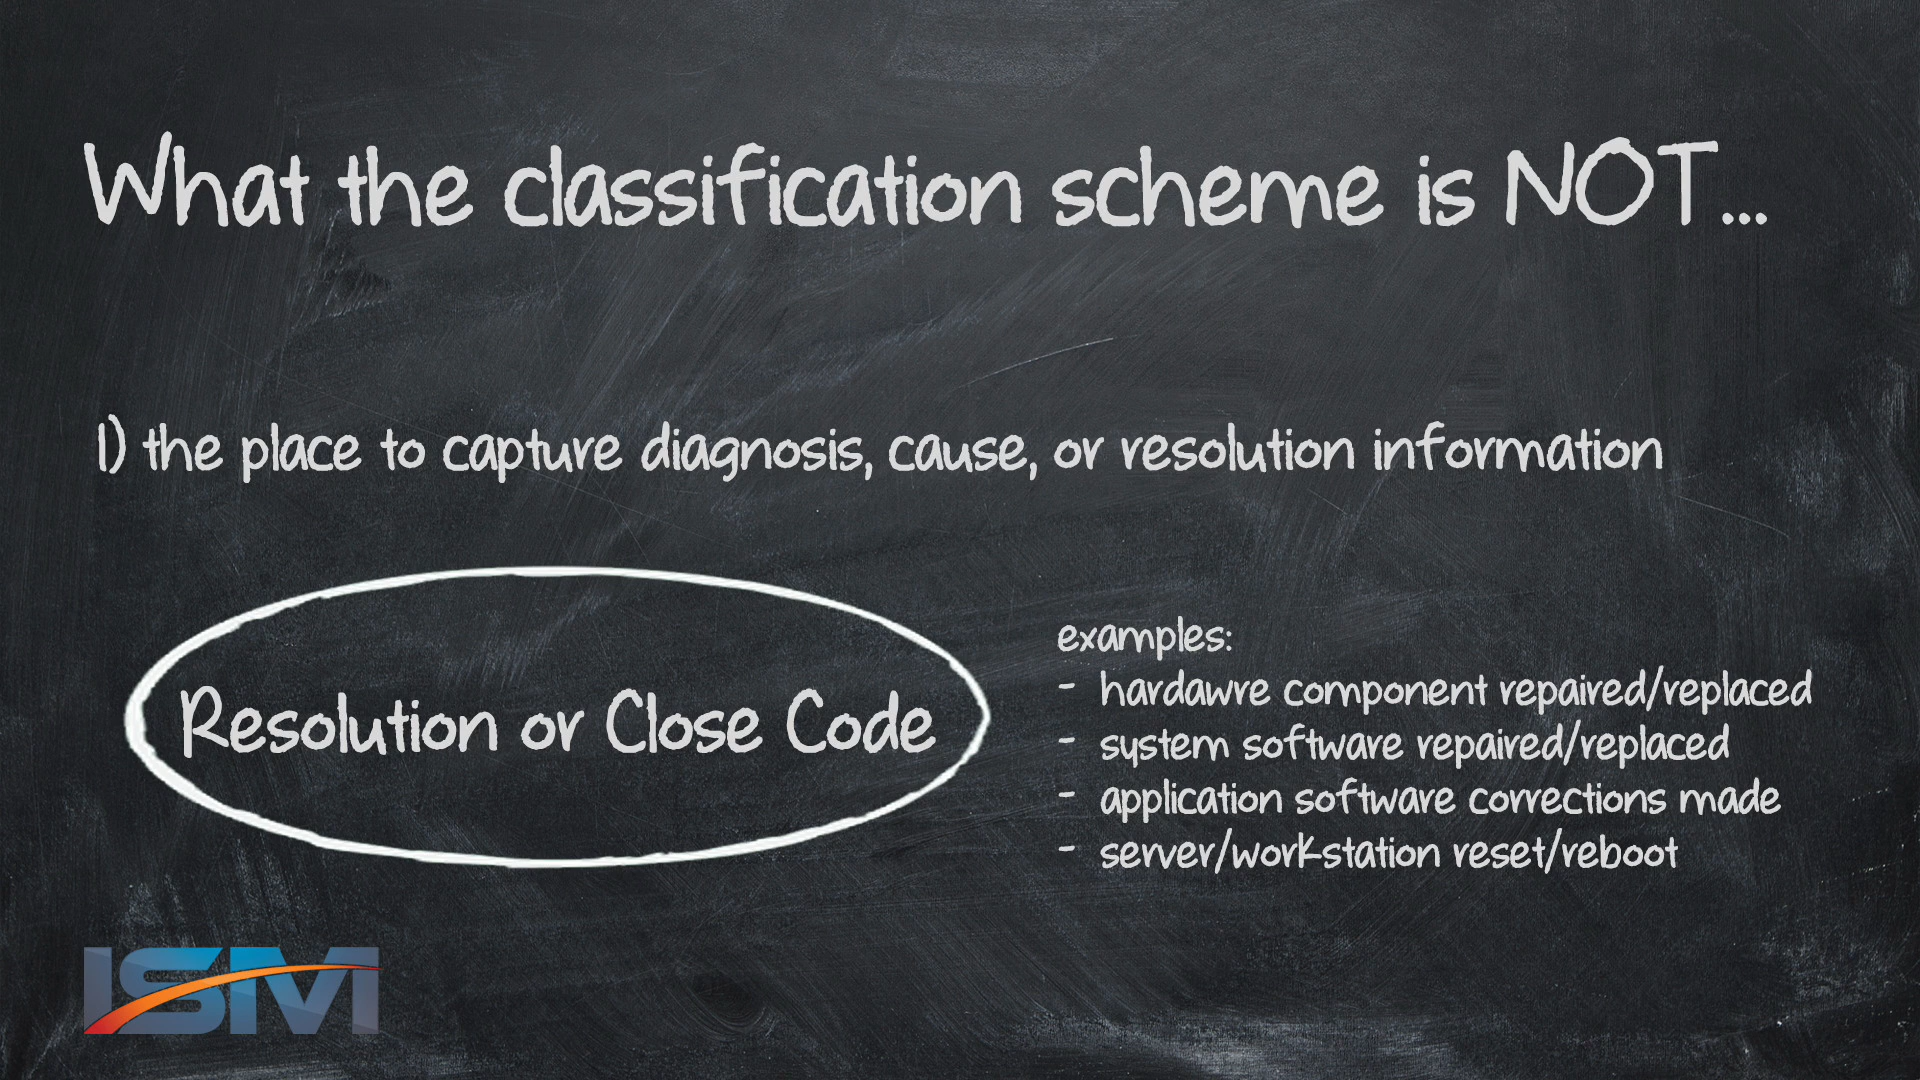 What the classification scheme is NOT...
1) the place to capture diagnosis, cause, or resolution information
Resolution or Close Code
examples:
- hardawre component repaired/replaced
- system software repaired/replaced
- application software corrections made
- server/workstation reset/reboot
ISM